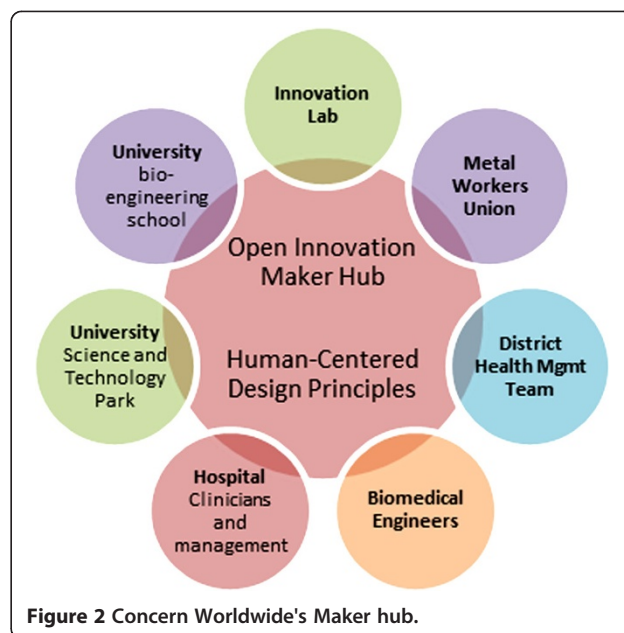 Innovation
Lab
University
bio-
engineering
school
Metal
Workers
Union
Open Innovation
Maker Hub
Human-Centered
Design Principles
University
Science and
Technology
Park
District
Health Mgmt
Team
Hospital
Clinicians
and
management
Biomedical
Engineers
Figure 2 Concern Worldwide's Maker hub.